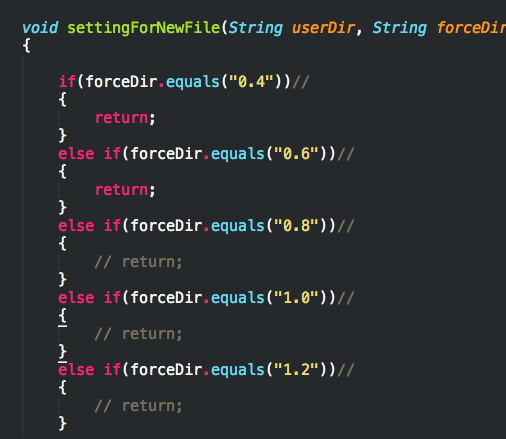 void settingForNewFile(String userDir, String forceDir
{
if(forceDir.equals("0.4"))//
{
return;
}
else if(forceDir.equals("0.6"))//
{
return;
}
else if(forceDir.equals("0.8"))//
{
// return;
}
else if(forceDir.equals("1.0"))//
{
// return;
}
else if(forceDir.equals("1.2"))//
{
// return;
}